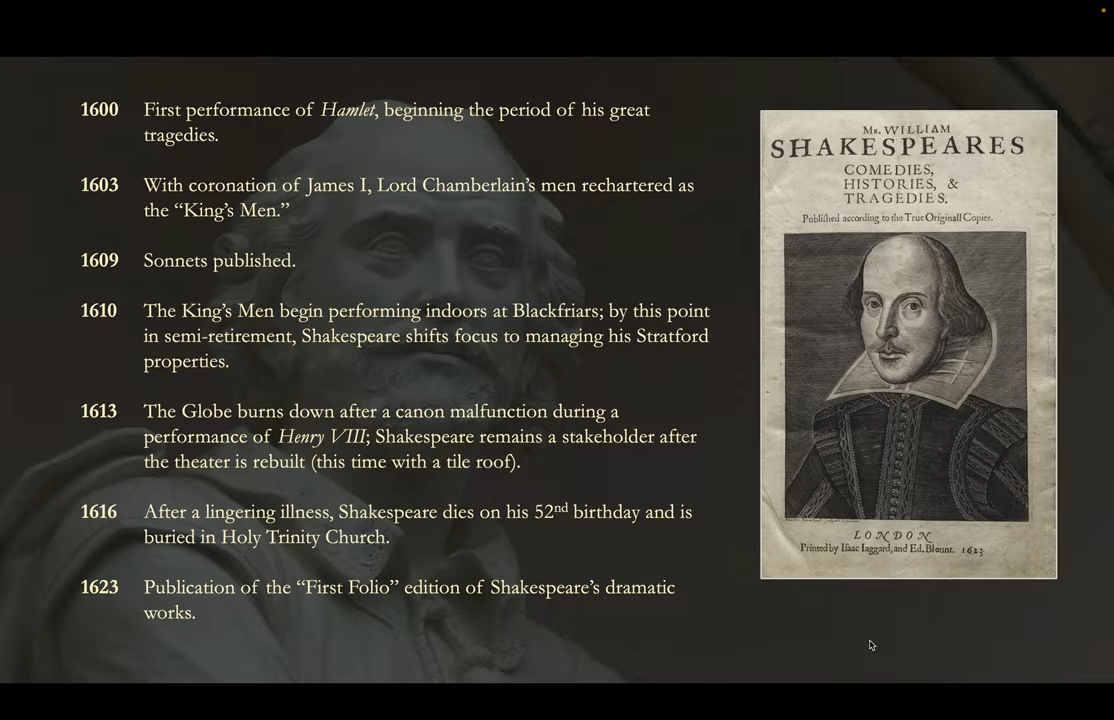 1600 First performance of Hamlet, beginning the period of his great
tragedies.
1603 With coronation of James I, Lord Chamberlain's men rechartered as
the “King's Men.”
1609 Sonnets published.
1610 The King's Men begin performing indoors at Blackfriars; by this point
in semi-retirement, Shakespeare shifts focus to managing his Stratford
properties.
1613 The Globe burns down after a canon malfunction during a
performance of Henry VIII; Shakespeare remains a stakeholder after
the theater is rebuilt (this time with a tile roof).
1616 After a lingering illness, Shakespeare dies on his 52nd birthday and is
buried in Holy Trinity Church.
1623 Publication of the “First Folio” edition of Shakespeare's dramatic
works.
Mr. WILLIAM
SHAKESPEARES
COMEDIES,
HISTORIES, &
TRAGEDIES.
Published according to the True Originall Copies.
LONDON
Printed by Isaac Iaggard, and Ed. Blount. 1623.